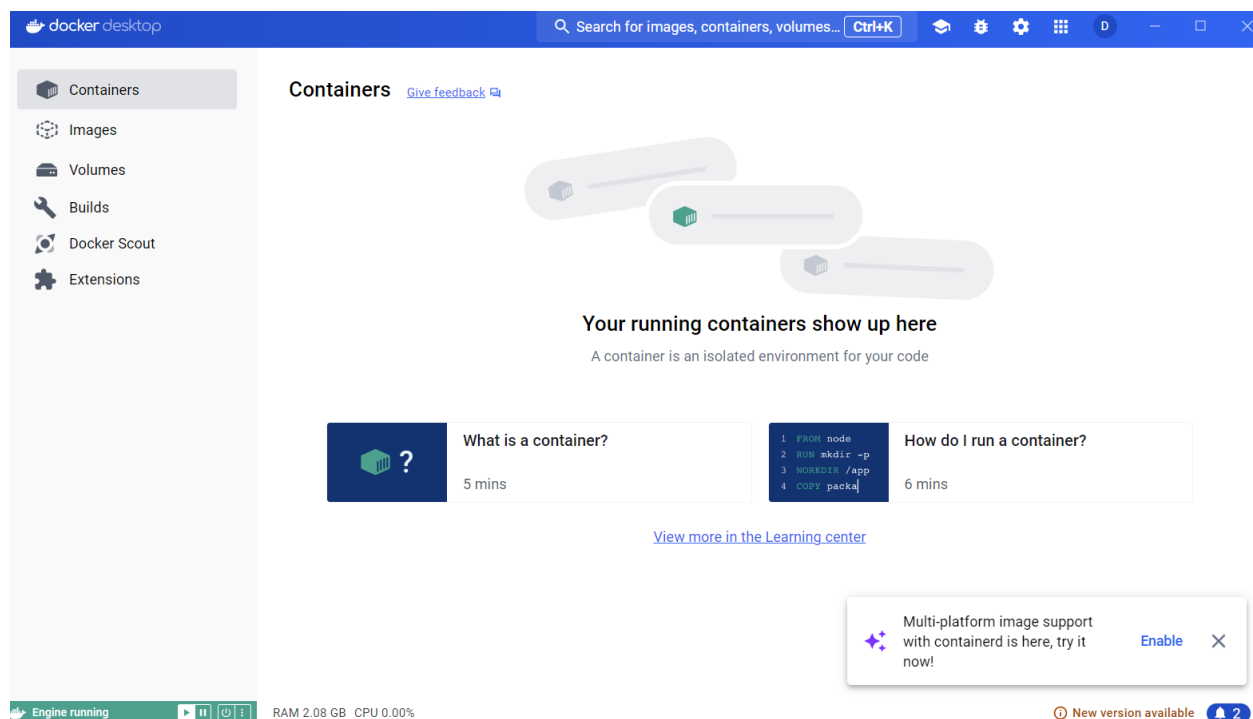 docker desktop
Search for images, containers, volumes... Ctrl+K
D
Containers
Images
Volumes
Builds
Docker Scout
Extensions
Containers Give feedback
Your running containers show up here
A container is an isolated environment for your code
?
What is a container?
5 mins
1 FROM node
2 RUN mkdir -p
3 WORKDIR /app
4 COPY packa
How do I run a container?
6 mins
View more in the Learning center
Multi-platform image support
with containerd is here, try it
now!
Enable
Engine running
RAM 2.08 GB CPU 0.00%
New version available
2